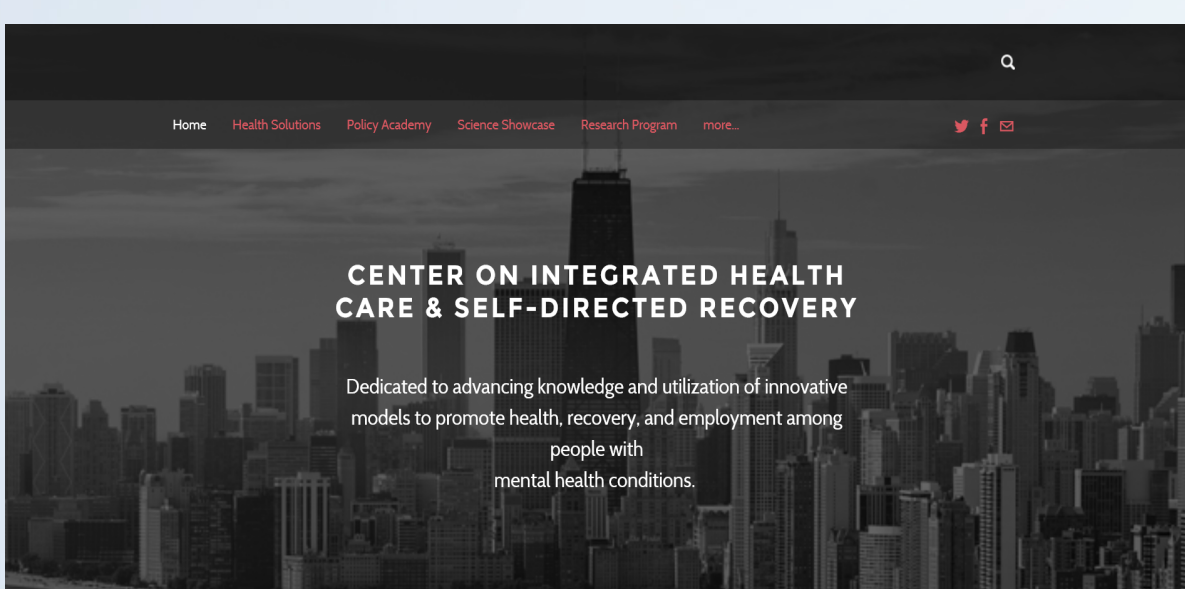 Home Health Solutions Policy Academy Science Showcase Research Program more...
CENTER ON INTEGRATED HEALTH
CARE & SELF-DIRECTED RECOVERY
Dedicated to advancing knowledge and utilization of innovative
models to promote health, recovery, and employment among
people with
mental health conditions.